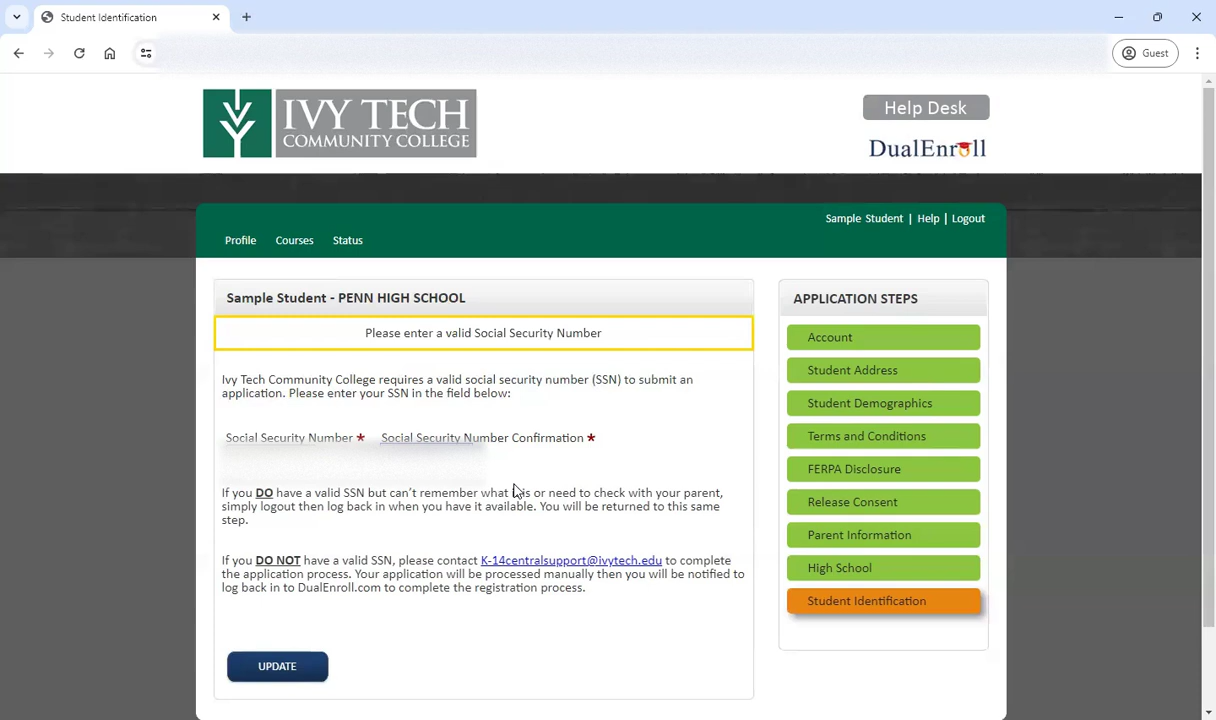 Student Identification
Guest
IVY TECH
COMMUNITY COLLEGE
Help Desk
DualEnroll
Sample Student | Help | Logout
Profile Courses Status
Sample Student - PENN HIGH SCHOOL
Please enter a valid Social Security Number
Ivy Tech Community College requires a valid social security number (SSN) to submit an
application. Please enter your SSN in the field below:
Social Security Number * Social Security Number Confirmation *
If you DO have a valid SSN but can't remember what it is or need to check with your parent,
simply logout then log back in when you have it available. You will be returned to this same
step.
If you DO NOT have a valid SSN, please contact K-14centralsupport@ivytech.edu to complete
the application process. Your application will be processed manually then you will be notified to
log back in to DualEnroll.com to complete the registration process.
UPDATE
APPLICATION STEPS
Account
Student Address
Student Demographics
Terms and Conditions
FERPA Disclosure
Release Consent
Parent Information
High School
Student Identification